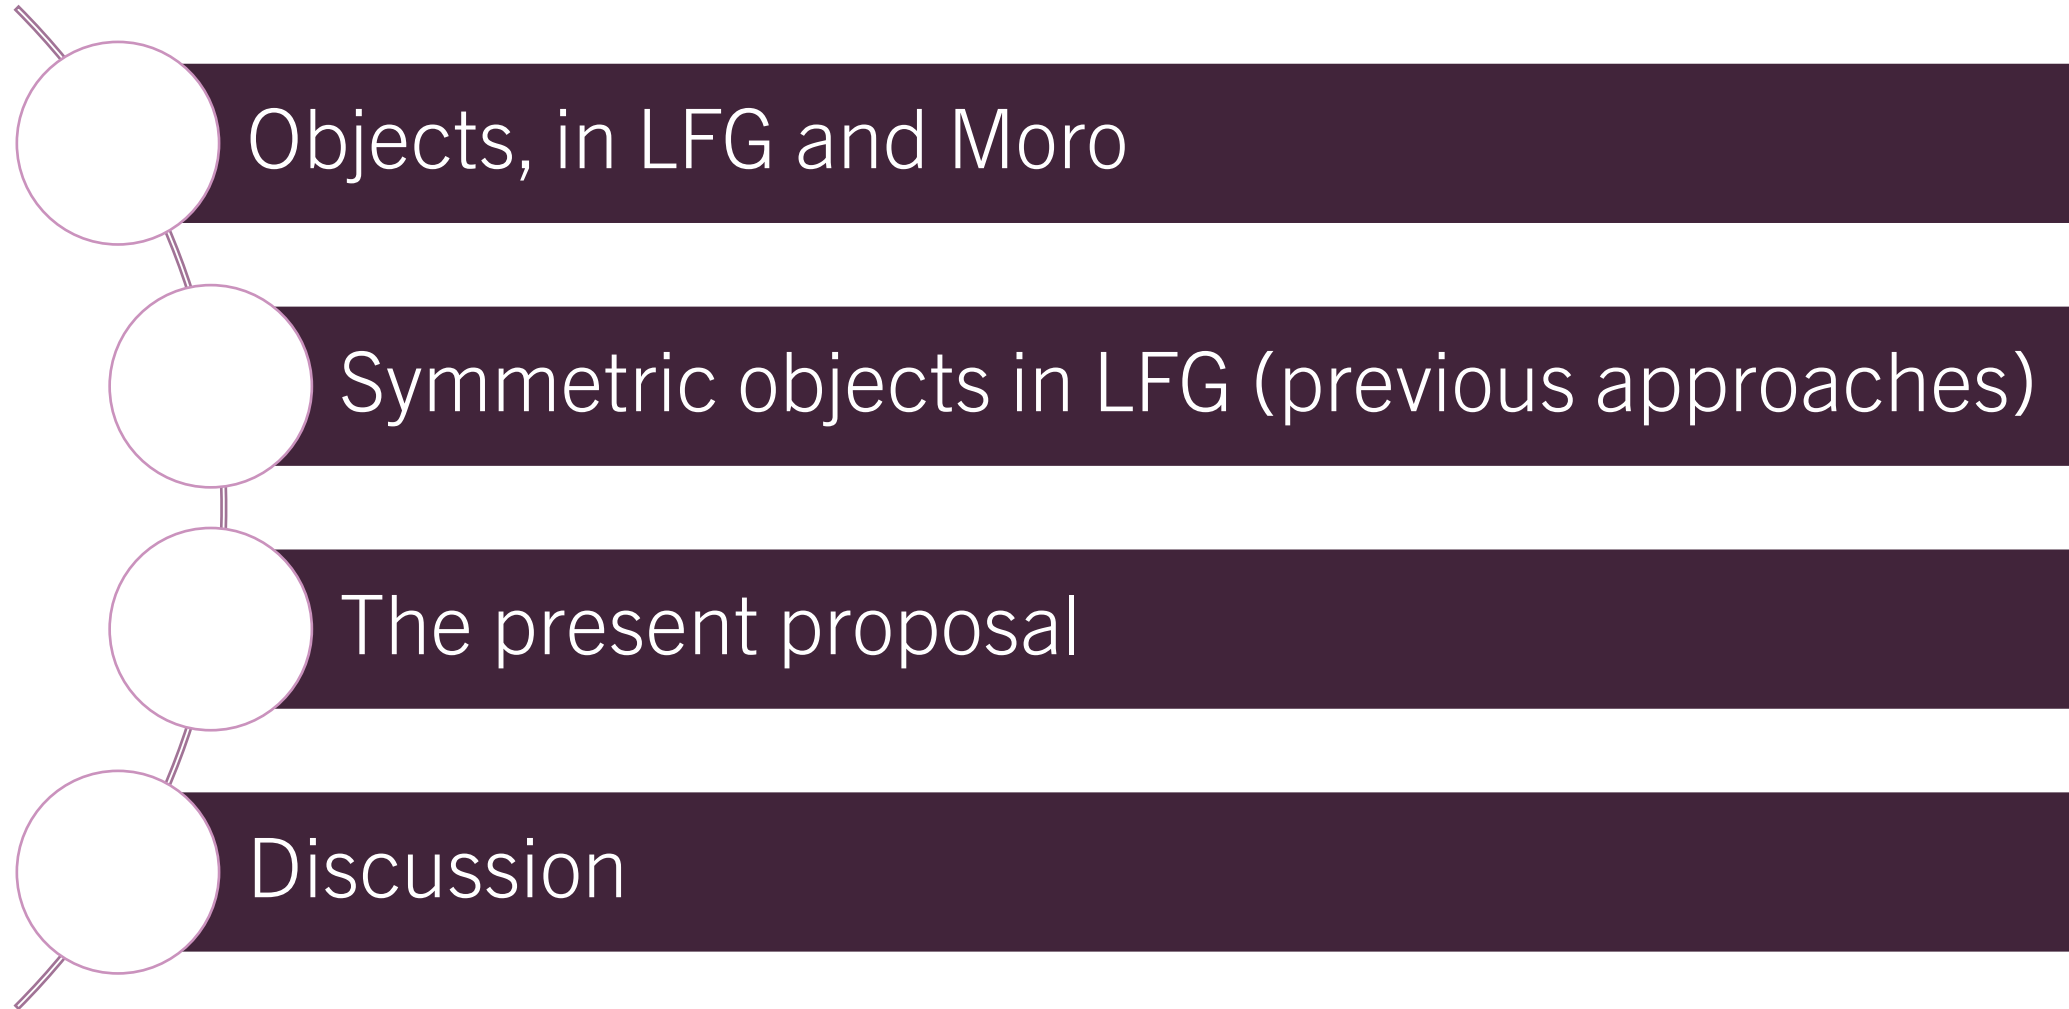 Objects, in LFG and Moro
Symmetric objects in LFG (previous approaches)
The present proposal
Discussion